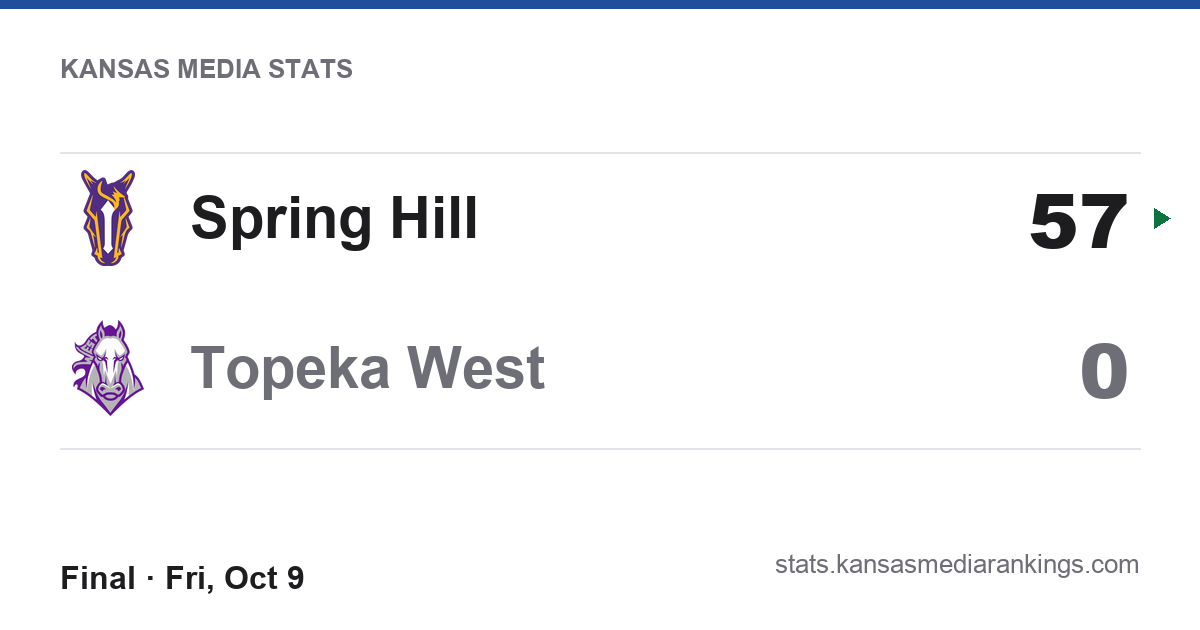 KANSAS MEDIA STATS
Spring Hill 57
Topeka West 0
Final · Fri, Oct 9
stats.kansasmediarankings.com